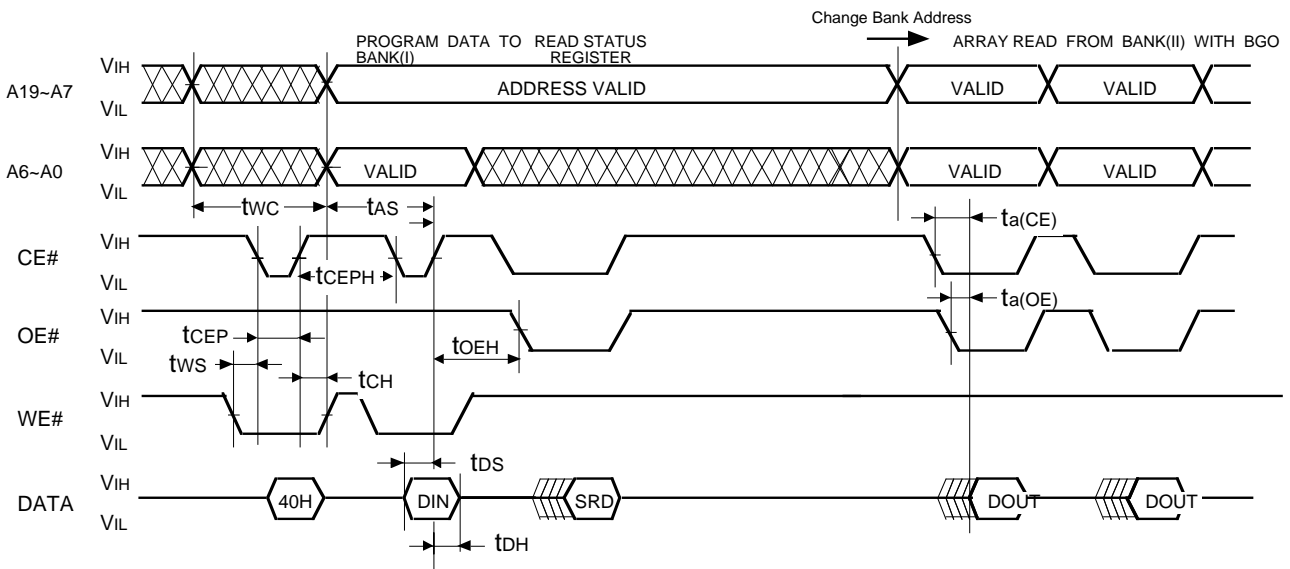 Change Bank Address
PROGRAM DATA TO READ STATUS
BANK(I) REGISTER
ARRAY READ FROM BANK(II) WITH BGO
A19~A7 VIH VIL ADDRESS VALID VALID VALID
A6~A0 VIH VIL VALID VALID VALID
tWC tAS ta(CE)
CE# VIH VIL tCEPH
ta(OE)
OE# VIH VIL tCEP tOEH
tWS tCH
WE# VIH VIL
tDS
DATA VIH VIL 40H DIN SRD DOUT DOUT
tDH